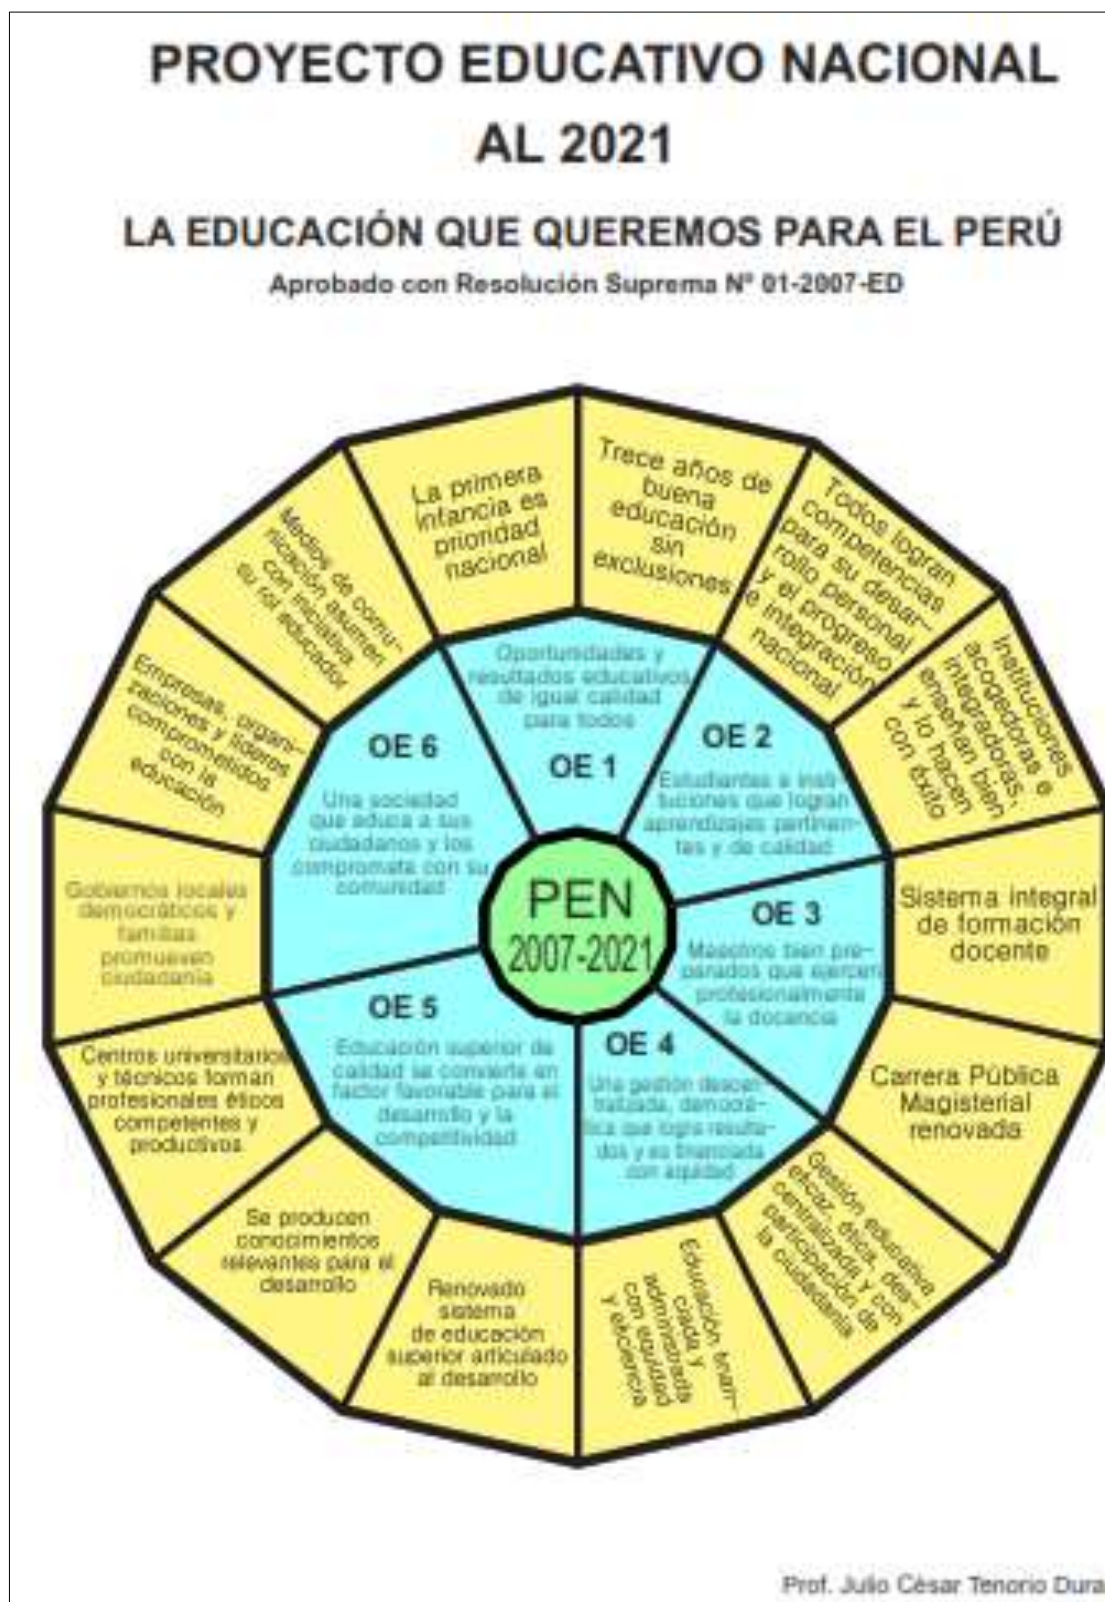 PROYECTO EDUCATIVO NACIONAL
AL 2021
LA EDUCACIÓN QUE QUEREMOS PARA EL PERÚ
Aprobado con Resolución Suprema Nº 01-2007-ED
La primera
infancia es
prioridad
nacional
Trece años de
buena
educación
sin
exclusiones
Todos logran
competencias
para su desar-
rollo personal
y el progreso
e integración
nacional
Instituciones
acogedoras e
integradoras,
enseñan bien
y lo hacen
con éxito
Sistema integral
de formación
docente
Carrera Pública
Magisterial
renovada
Gestión educativa
eficaz, ética, des-
centralizada y con
participación de
la ciudadanía
Educación finan-
ciada y
administrada
con equidad
y eficiencia
Renovado
sistema
de educación
superior articulado
al desarrollo
Se producen
conocimientos
relevantes para el
desarrollo
Centros universitarios
y técnicos forman
profesionales éticos
competentes y
productivos
Gobiernos locales
democráticos y
familias
promueven
ciudadanía
Empresas, organi-
zaciones y líderes
comprometidos
con la
educación
Medios de comu-
nicación asumen
con iniciativa
su rol educador
Oportunidades y
resultados educativos
de igual calidad
para todos
OE 1
OE 2
Estudiantes e insti-
tuciones que logran
aprendizajes pertinen-
tes y de calidad
OE 3
Maestros bien pre-
parados que ejercen
profesionalmente
la docencia
OE 4
Una gestión descen-
tralizada, democrá-
tica que logra resulta-
dos y es financiada
con equidad
OE 5
Educación superior de
calidad se convierte en
factor favorable para el
desarrollo y la
competitividad
OE 6
Una sociedad
que educa a sus
ciudadanos y los
compromete con su
comunidad
PEN
2007-2021
Prof. Julio César Tenorio Dura